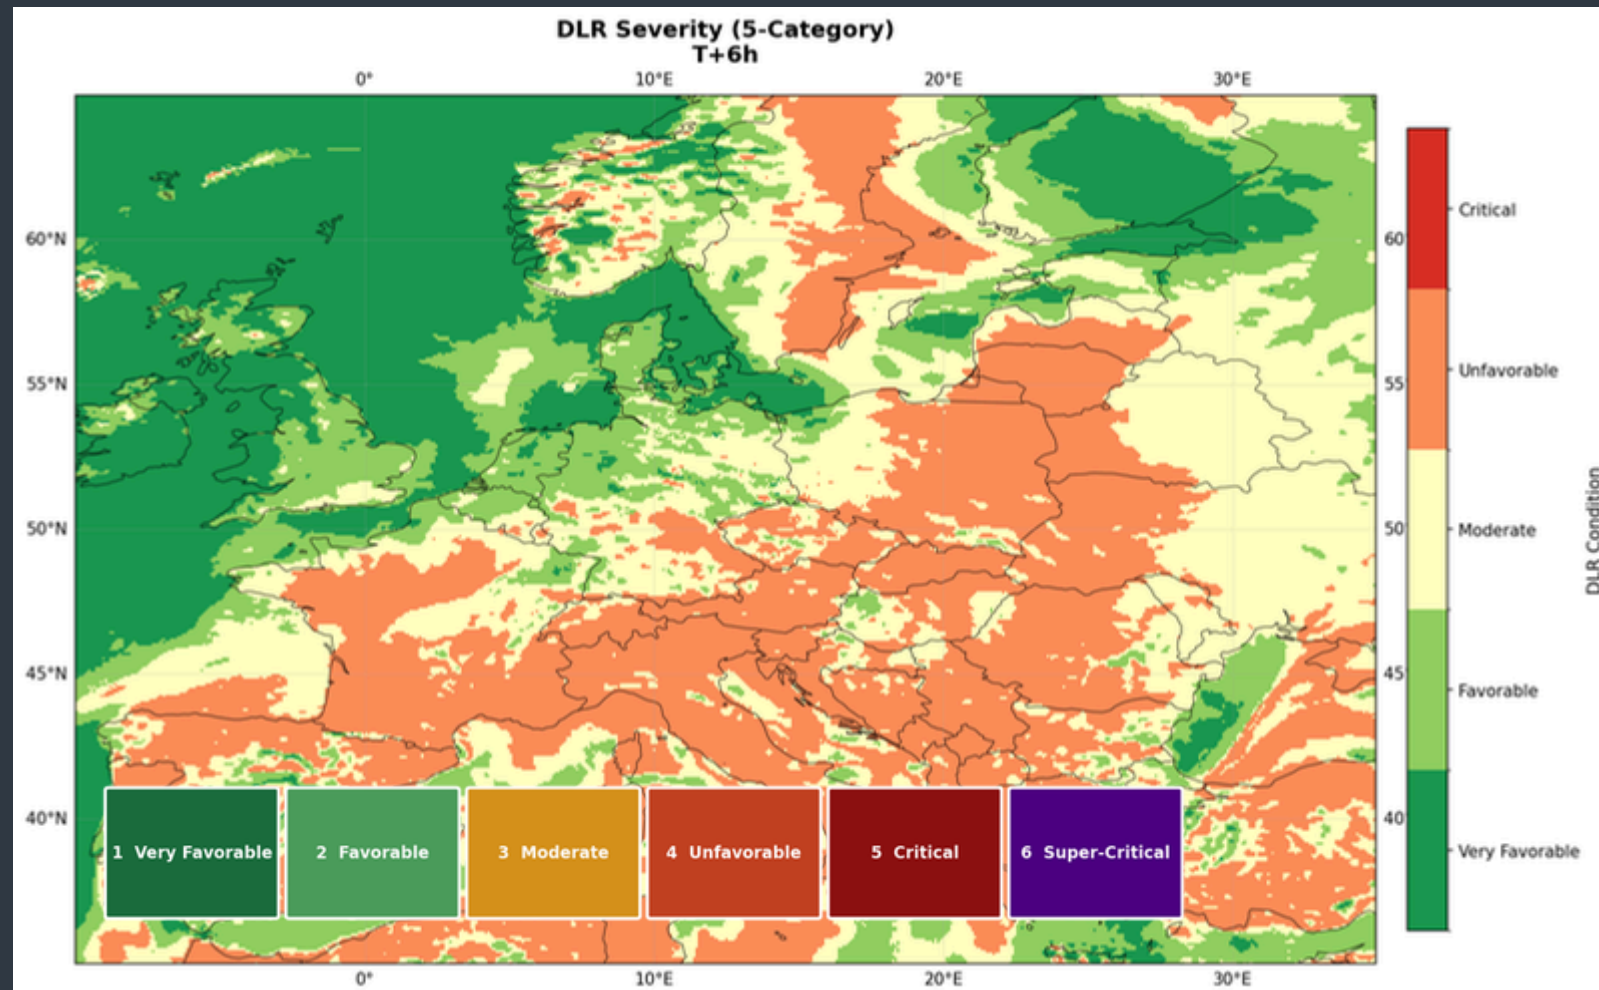 DLR Severity (5-Category)
T+6h
0° 10°E 20°E 30°E
60°N
55°N
50°N
45°N
40°N
60
55
50
45
40
Critical
Unfavorable
Moderate
Favorable
Very Favorable
DLR Condition
1 Very Favorable
2 Favorable
3 Moderate
4 Unfavorable
5 Critical
6 Super-Critical
0° 10°E 20°E 30°E